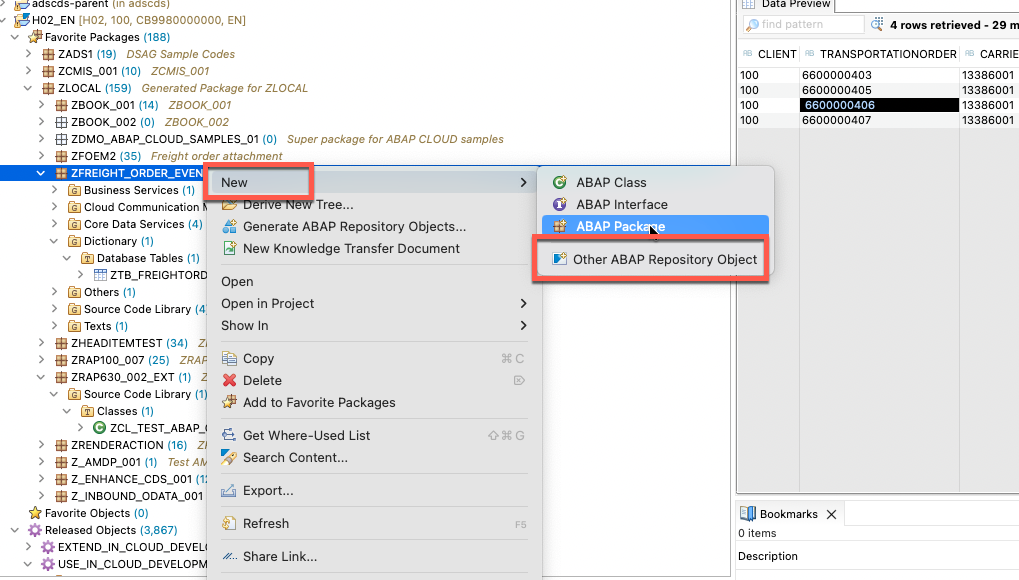 adscds-parent (in adscds)
H02_EN [H02, 100, CB9980000000, EN]
Favorite Packages (188)
ZADS1 (19) DSAG Sample Codes
ZCMIS_001 (10) ZCMIS_001
ZLOCAL (159) Generated Package for ZLOCAL
ZBOOK_001 (14) ZBOOK_001
ZBOOK_002 (0) ZBOOK_002
ZDMO_ABAP_CLOUD_SAMPLES_01 (0) Super package for ABAP CLOUD samples
ZFOEM2 (35) Freight order attachment
ZFREIGHT_ORDER_EVEN
Business Services (1)
Cloud Communication M
Core Data Services (4)
Dictionary (1)
Database Tables (1)
ZTB_FREIGHTORD
Others (1)
Source Code Library (4
Texts (1)
ZHEADITEMTEST (34)
ZRAP100_007 (25) ZRAP
ZRAP630_002_EXT (1)
Source Code Library (1)
Classes (1)
ZCL_TEST_ABAP_
ZRENDERACTION (16)
Z_AMDP_001 (1) Test AM
Z_ENHANCE_CDS_001 (12
Z_INBOUND_ODATA_001
Favorite Objects (0)
Released Objects (3,867)
EXTEND_IN_CLOUD_DEVELO
USE_IN_CLOUD_DEVELOPM
New
Derive New Tree...
Generate ABAP Repository Objects...
New Knowledge Transfer Document
Open
Open in Project
Show In
Copy ⌘ C
Delete ⌦
Add to Favorite Packages
Get Where-Used List ⇧⌘ G
Search Content...
Export...
Refresh F5
Share Link...
ABAP Class
ABAP Interface
ABAP Package
Other ABAP Repository Object
Data Preview
find pattern
4 rows retrieved - 29 m
CLIENT TRANSPORTATIONORDER CARRIE
100 6600000403 13386001
100 6600000405 13386001
100 6600000406 13386001
100 6600000407 13386001
Bookmarks
0 items
Description